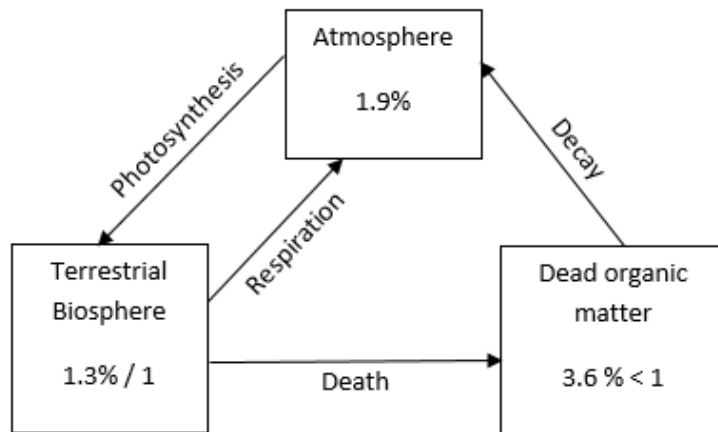 Atmosphere
1.9%
Photosynthesis
Respiration
Decay
Terrestrial
Biosphere
1.3% / 1
Death
Dead organic
matter
3.6 % < 1